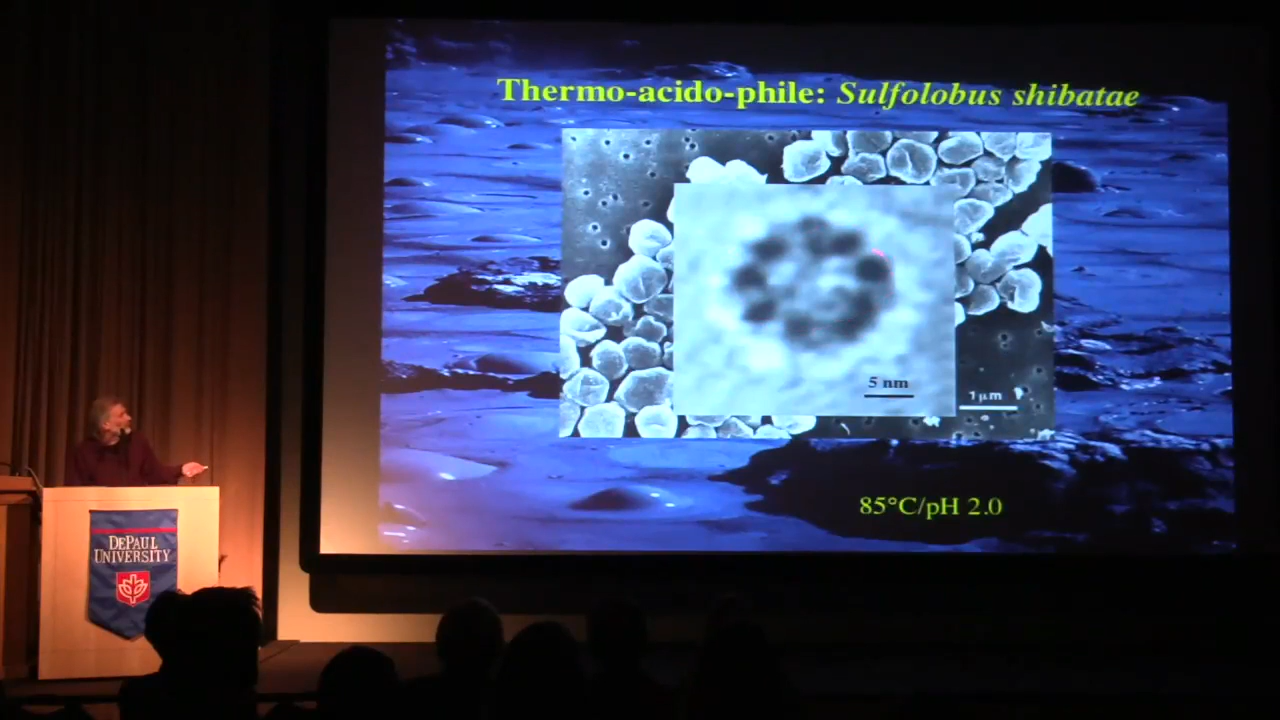 Thermo-acido-phile: Sulfolobus shibatae
5 nm
1 μm
85°C/pH 2.0
DEPAUL
UNIVERSITY